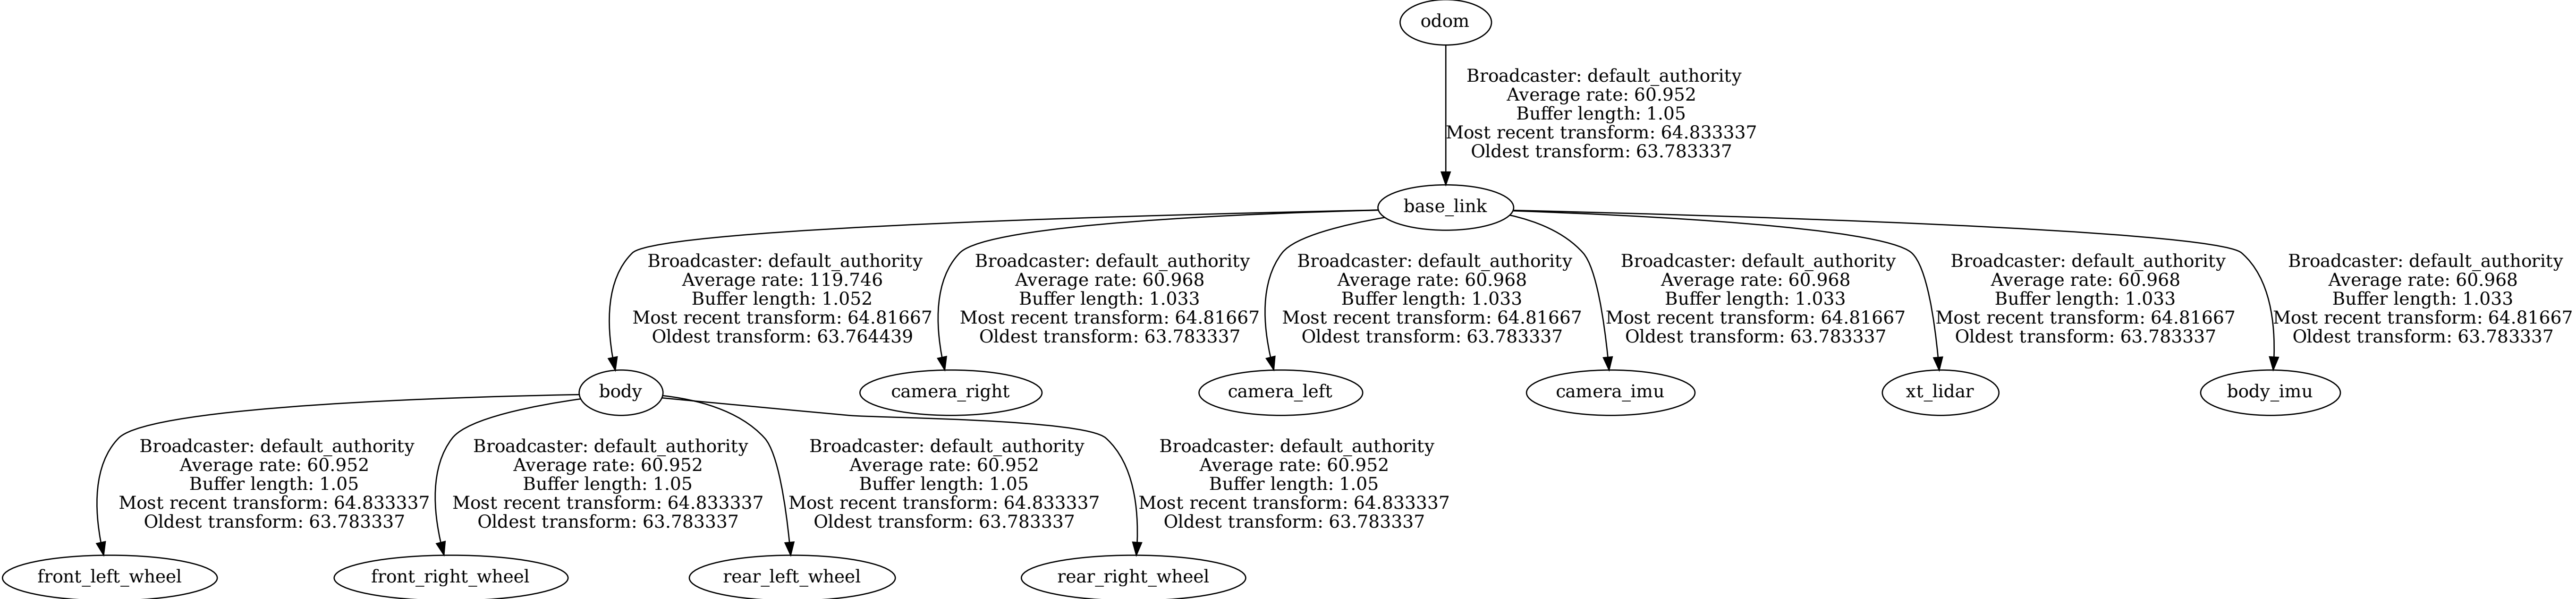 odom
Broadcaster: default_authority
Average rate: 60.952
Buffer length: 1.05
Most recent transform: 64.833337
Oldest transform: 63.783337
base_link
Broadcaster: default_authority
Average rate: 119.746
Buffer length: 1.052
Most recent transform: 64.81667
Oldest transform: 63.764439
Broadcaster: default_authority
Average rate: 60.968
Buffer length: 1.033
Most recent transform: 64.81667
Oldest transform: 63.783337
Broadcaster: default_authority
Average rate: 60.968
Buffer length: 1.033
Most recent transform: 64.81667
Oldest transform: 63.783337
Broadcaster: default_authority
Average rate: 60.968
Buffer length: 1.033
Most recent transform: 64.81667
Oldest transform: 63.783337
Broadcaster: default_authority
Average rate: 60.968
Buffer length: 1.033
Most recent transform: 64.81667
Oldest transform: 63.783337
Broadcaster: default_authority
Average rate: 60.968
Buffer length: 1.033
Most recent transform: 64.81667
Oldest transform: 63.783337
body
camera_right
camera_left
camera_imu
xt_lidar
body_imu
Broadcaster: default_authority
Average rate: 60.952
Buffer length: 1.05
Most recent transform: 64.833337
Oldest transform: 63.783337
Broadcaster: default_authority
Average rate: 60.952
Buffer length: 1.05
Most recent transform: 64.833337
Oldest transform: 63.783337
Broadcaster: default_authority
Average rate: 60.952
Buffer length: 1.05
Most recent transform: 64.833337
Oldest transform: 63.783337
Broadcaster: default_authority
Average rate: 60.952
Buffer length: 1.05
Most recent transform: 64.833337
Oldest transform: 63.783337
front_left_wheel
front_right_wheel
rear_left_wheel
rear_right_wheel